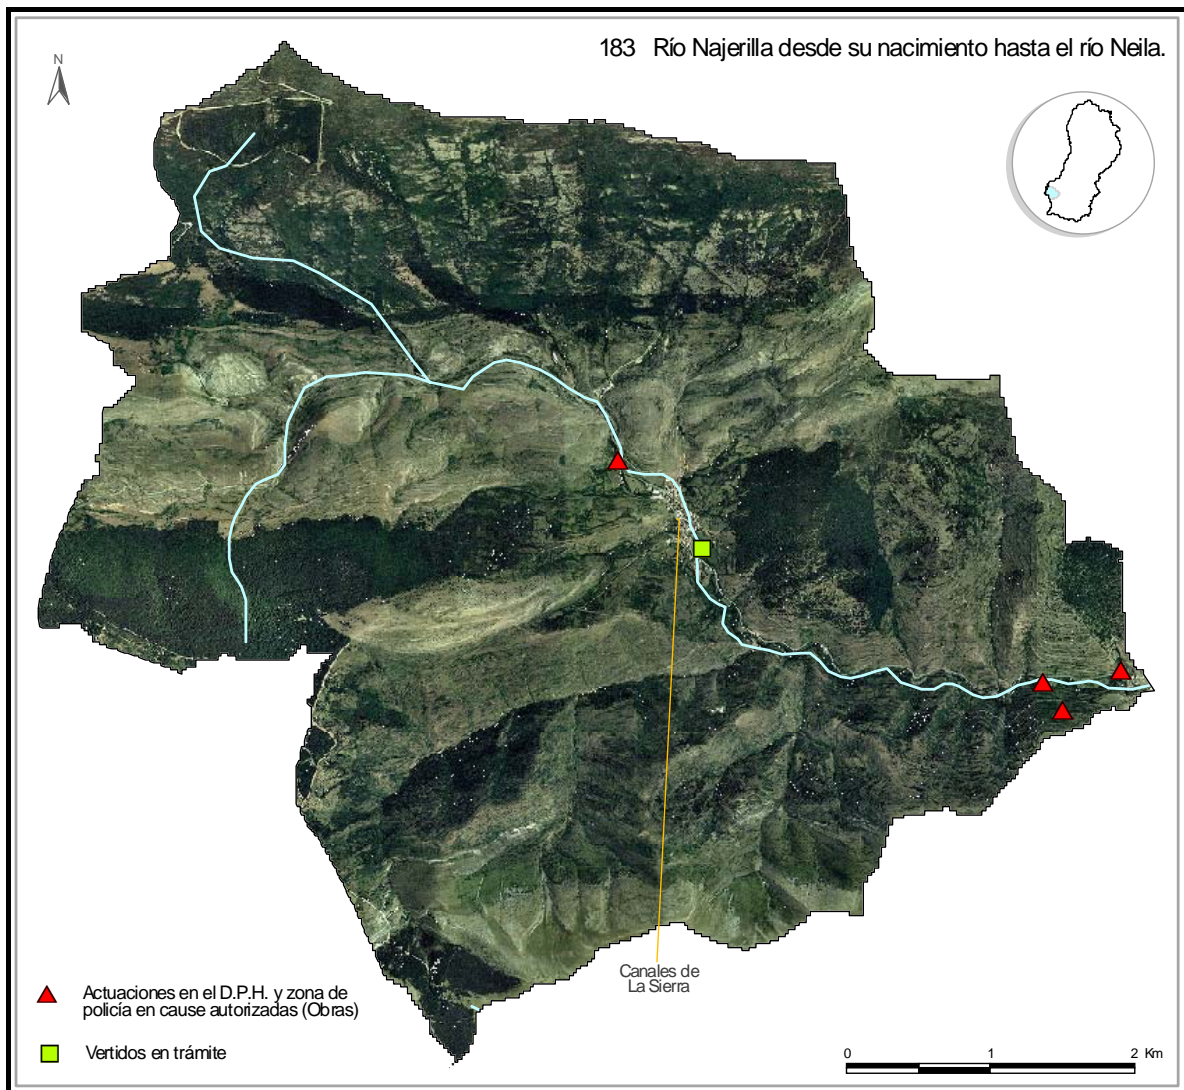 183 Río Najerilla desde su nacimiento hasta el río Neila.
N
Canales de
La Sierra
Actuaciones en el D.P.H. y zona de
policía en cause autorizadas (Obras)
Vertidos en trámite
0 1 2 Km